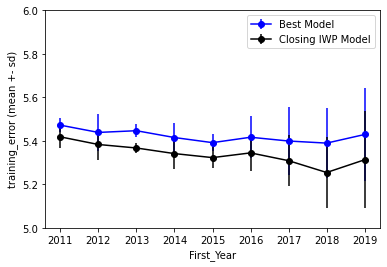 6.0
5.8
5.6
5.4
5.2
5.0
training_error (mean +- sd)
Best Model
Closing IWP Model
2011 2012 2013 2014 2015 2016 2017 2018 2019
First_Year